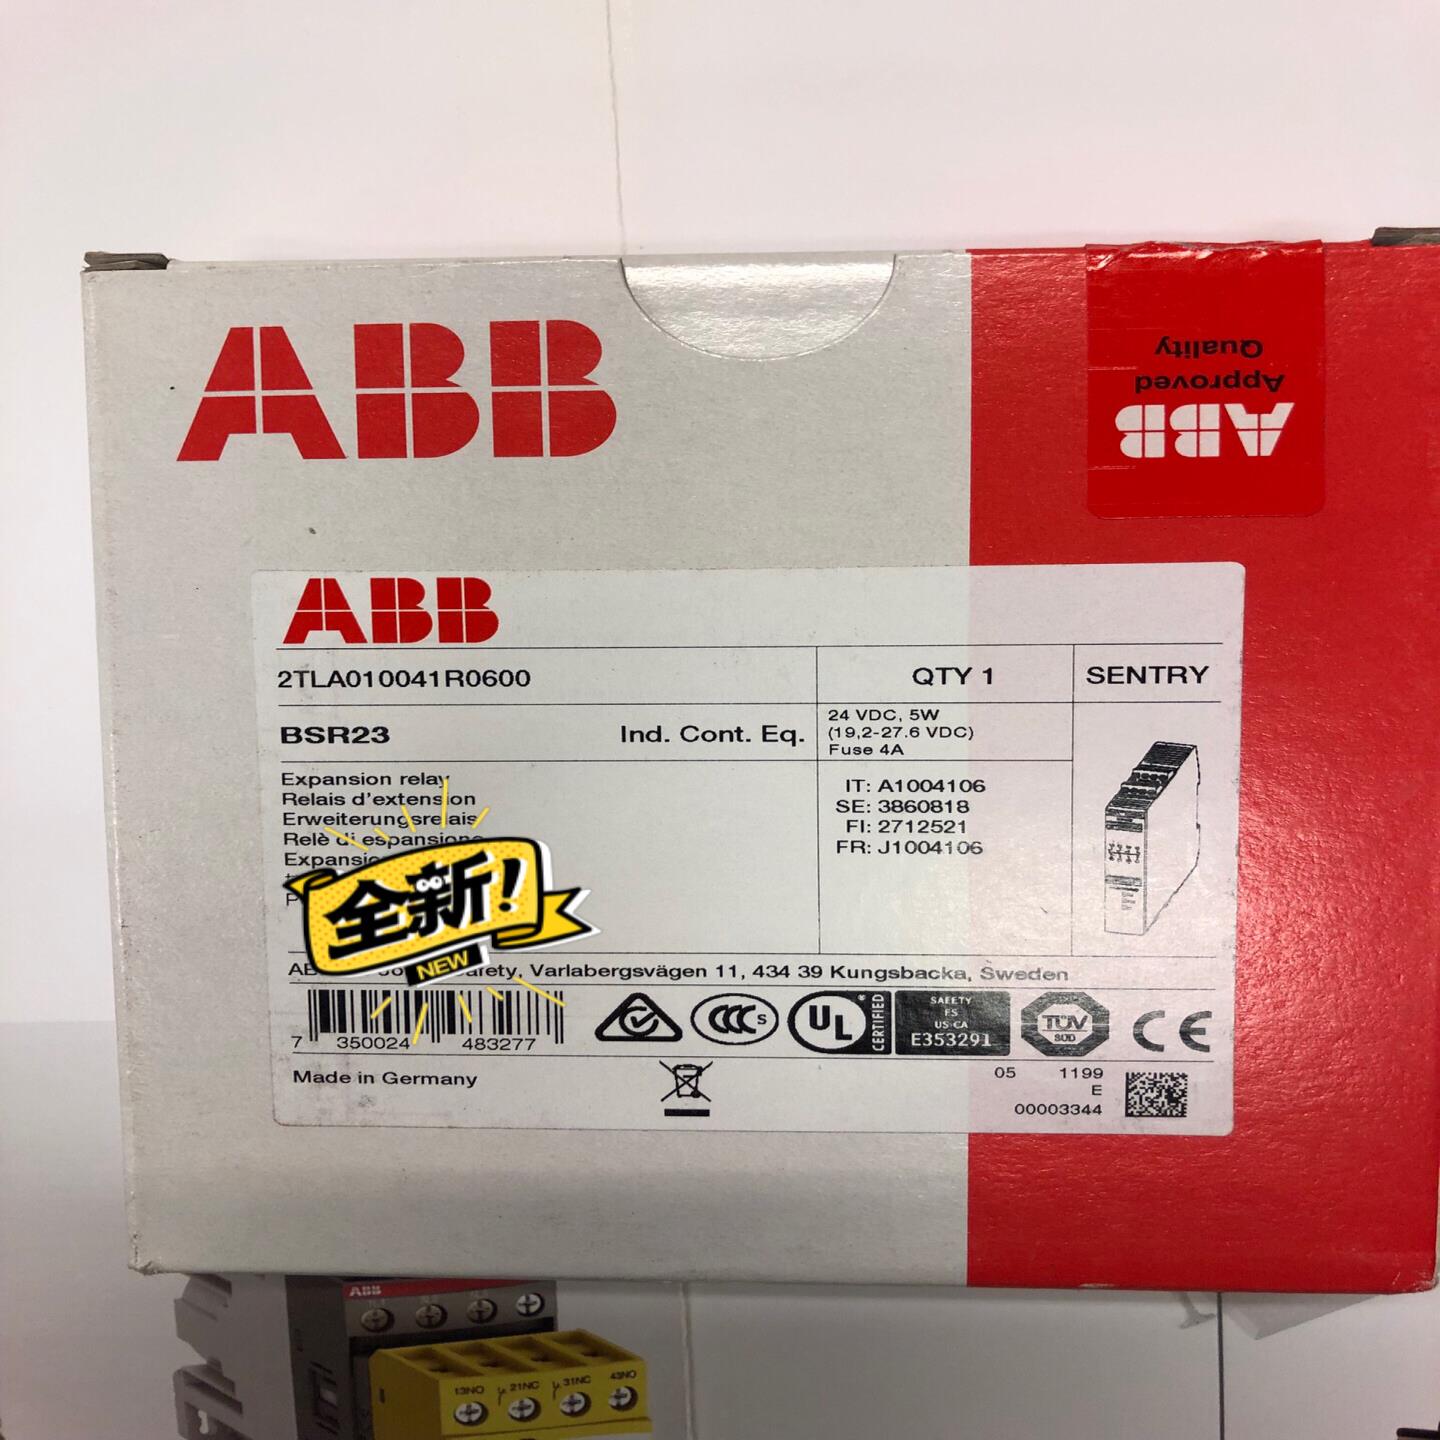 ABB
Approved
Quality
ABB
ABB
2TLA010041R0600
QTY 1
SENTRY
BSR23 Ind. Cont. Eq.
24 VDC, 5W
(19,2-27.6 VDC)
Fuse 4A
Expansion relay
Relais d'extension
Erweiterungsrelais
Relè di espansione
IT: A1004106
SE: 3860818
FI: 2712521
FR: J1004106
全新!
NEW
Varlabergsvägen 11, 434 39 Kungsbacka, Sweden
7 350024 483277
UL
CERTIFIED
SAFETY
FS
US-CA
E353291
TÜV
SÜD
CE
Made in Germany
05 1199
E
00003344
ABB
13NO 21NC 31NC 43NO